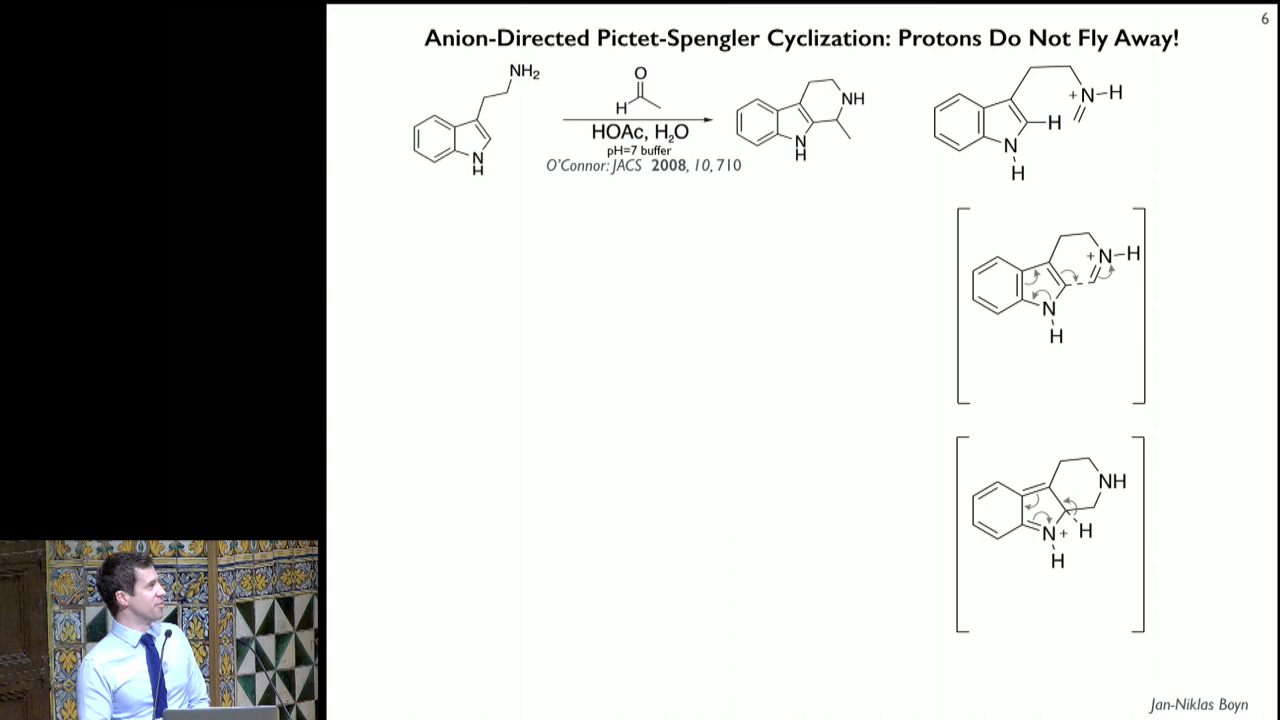 6
Anion-Directed Pictet-Spengler Cyclization: Protons Do Not Fly Away!
NH₂
N
H
O
H
HOAc, H₂O
pH=7 buffer
O'Connor: JACS 2008, 10, 710
NH
N
H
+N-H
H
N
H
+N-H
N
H
NH
N+
H
H
Jan-Niklas Boyn